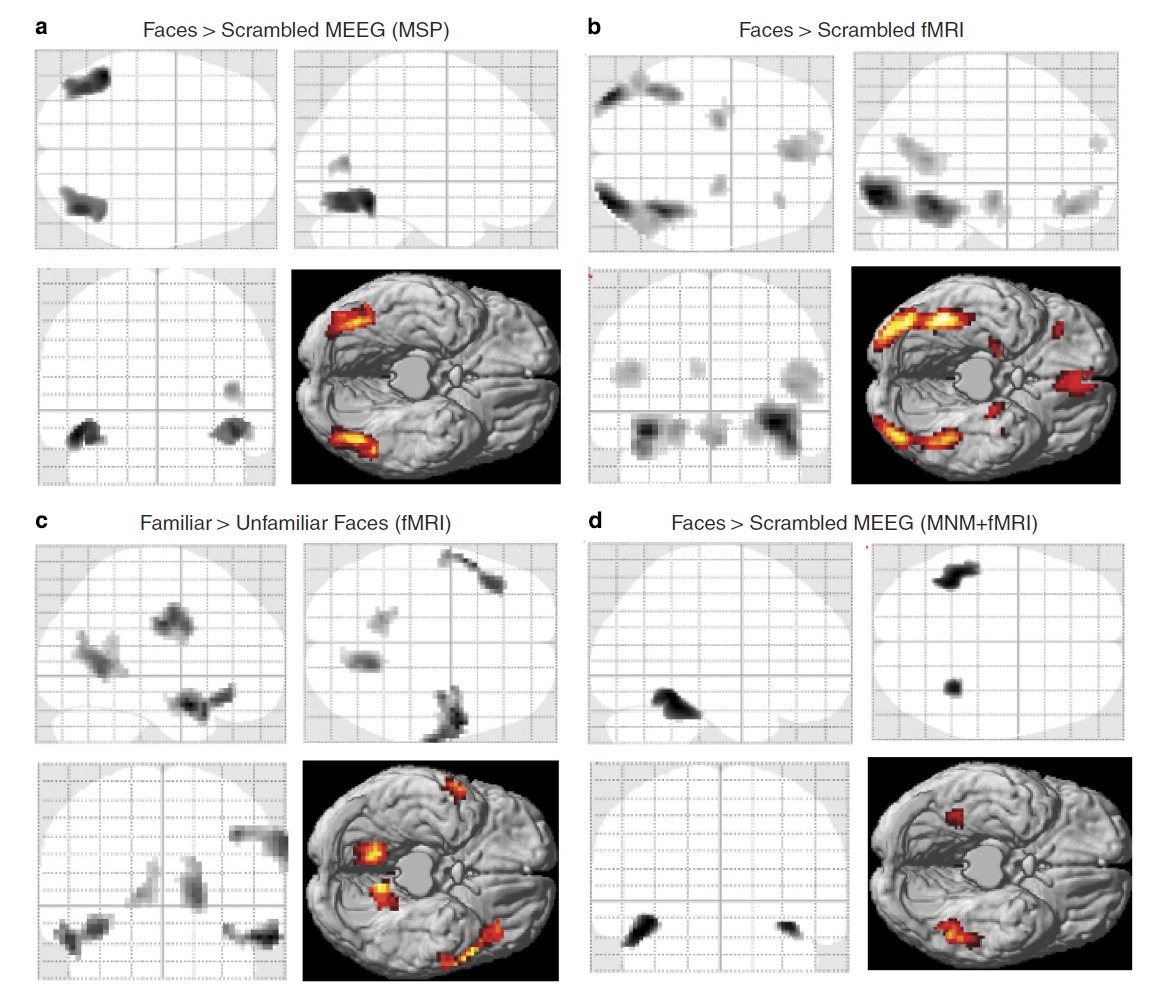 a Faces > Scrambled MEEG (MSP)
b Faces > Scrambled fMRI
c Familiar > Unfamiliar Faces (fMRI)
d Faces > Scrambled MEEG (MNM+fMRI)